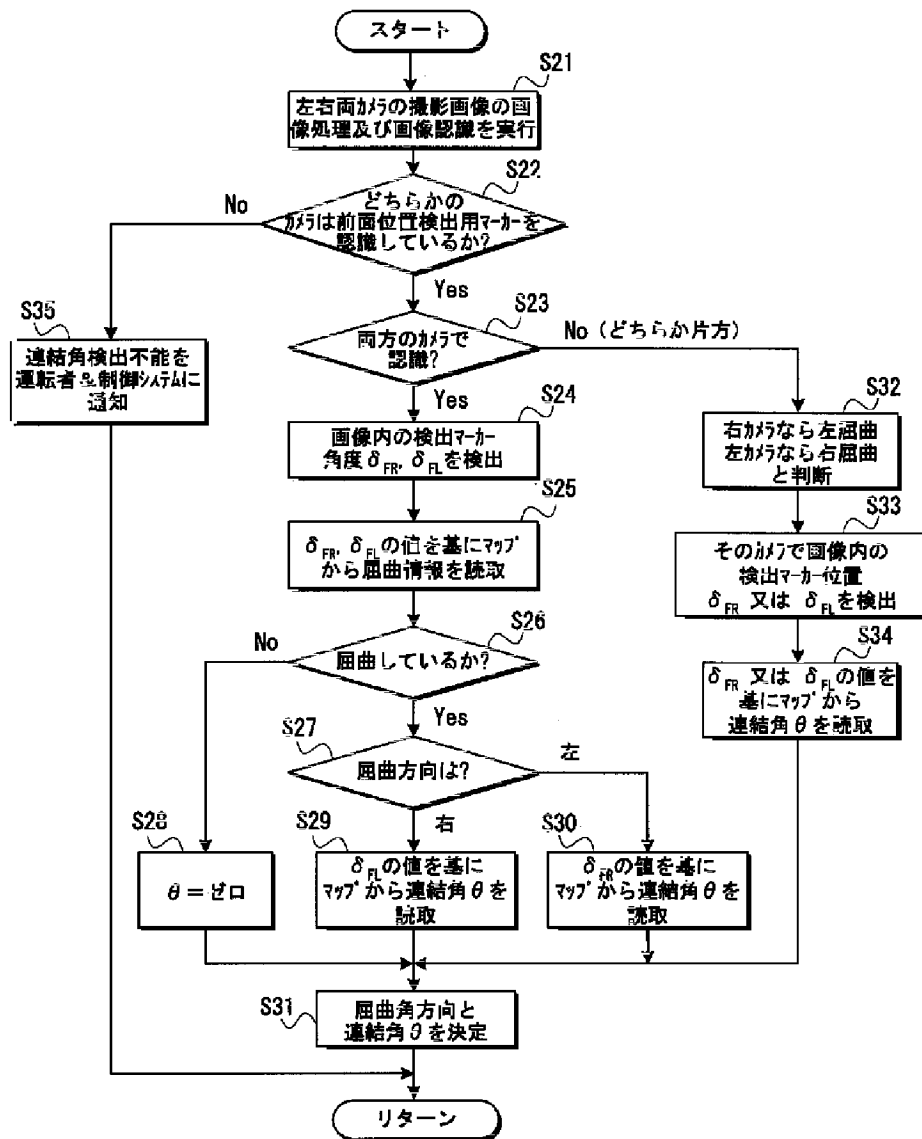 スタート
S21
左右両カメラの撮影画像の画
像処理及び画像認識を実行
S22
どちらかの
カメラは前面位置検出用マーカーを
認識しているか?
No
Yes
S35
連結角検出不能を
運転者&制御システムに
通知
S23
両方のカメラで
認識?
No (どちらか片方)
Yes
S24
画像内の検出マーカー
角度δFR, δFLを検出
S32
右カメラなら左屈曲
左カメラなら右屈曲
と判断
S25
δFR, δFLの値を基にマップ
から屈曲情報を読取
S33
そのカメラで画像内の
検出マーカー位置
δFR 又は δFLを検出
S26
屈曲しているか?
No
Yes
S34
δFR 又は δFLの値を
基にマップから
連結角θを読取
S27
屈曲方向は?
左
右
S28
θ=ゼロ
S29
δFLの値を基に
マップから連結角θを
読取
S30
δFRの値を基に
マップから連結角θを
読取
S31
屈曲角方向と
連結角θを決定
リターン